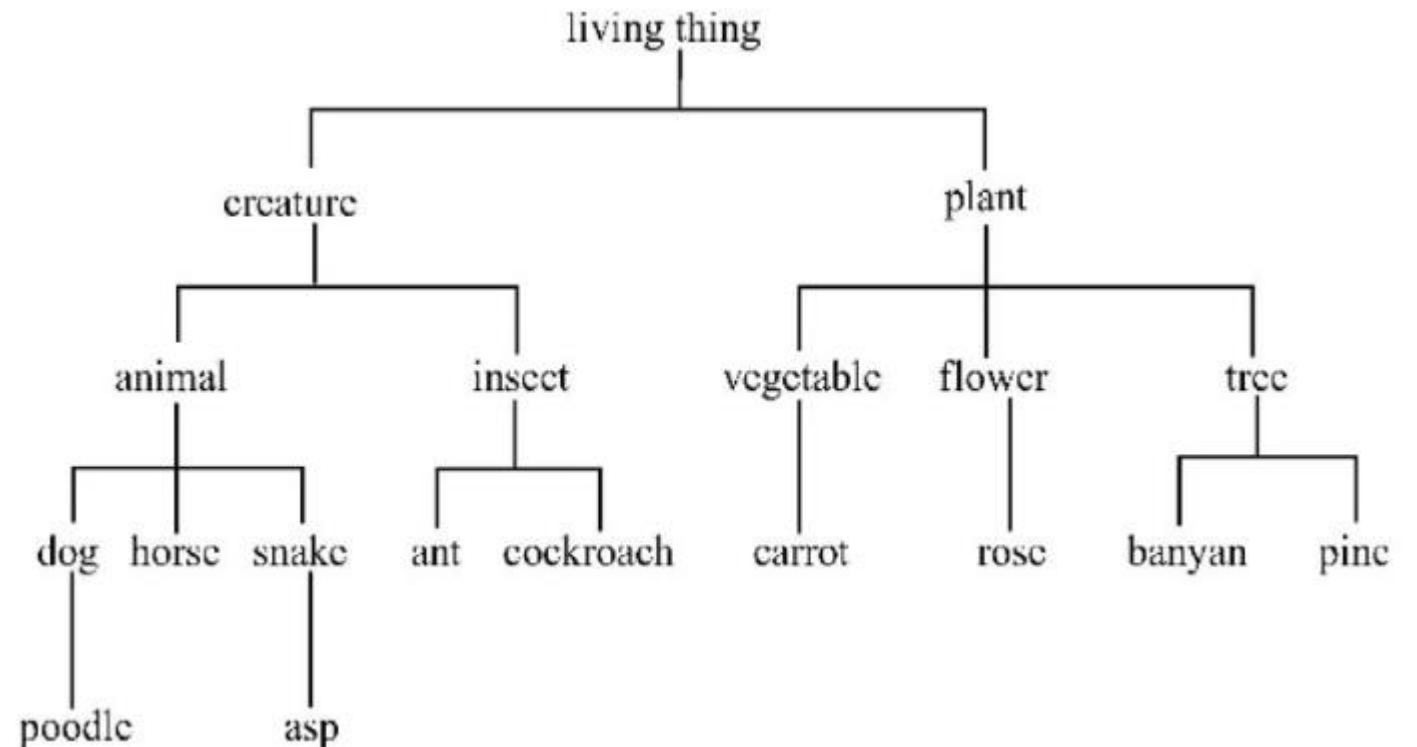 living thing
creature plant
animal insect vegetable flower tree
dog horse snake ant cockroach carrot rose banyan pine
poodle asp